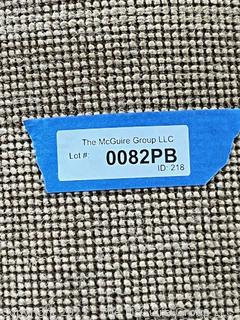 The McGuire Group LLC
Lot #: 0082PB
ID: 218